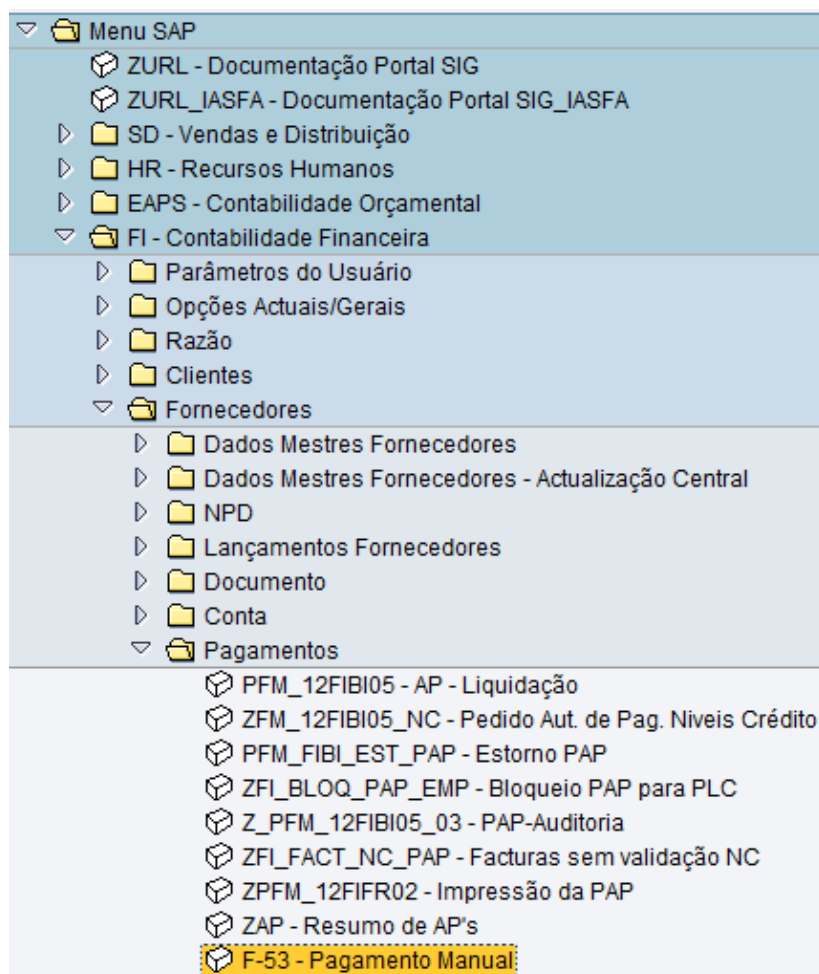 Menu SAP
ZURL - Documentação Portal SIG
ZURL_IASFA - Documentação Portal SIG_IASFA
SD - Vendas e Distribuição
HR - Recursos Humanos
EAPS - Contabilidade Orçamental
FI - Contabilidade Financeira
Parâmetros do Usuário
Opções Actuais/Gerais
Razão
Clientes
Fornecedores
Dados Mestres Fornecedores
Dados Mestres Fornecedores - Actualização Central
NPD
Lançamentos Fornecedores
Documento
Conta
Pagamentos
PFM_12FIBI05 - AP - Liquidação
ZFM_12FIBI05_NC - Pedido Aut. de Pag. Niveis Crédito
PFM_FIBI_EST_PAP - Estorno PAP
ZFI_BLOQ_PAP_EMP - Bloqueio PAP para PLC
Z_PFM_12FIBI05_03 - PAP-Auditoria
ZFI_FACT_NC_PAP - Facturas sem validação NC
ZPFM_12FIFR02 - Impressão da PAP
ZAP - Resumo de AP's
F-53 - Pagamento Manual